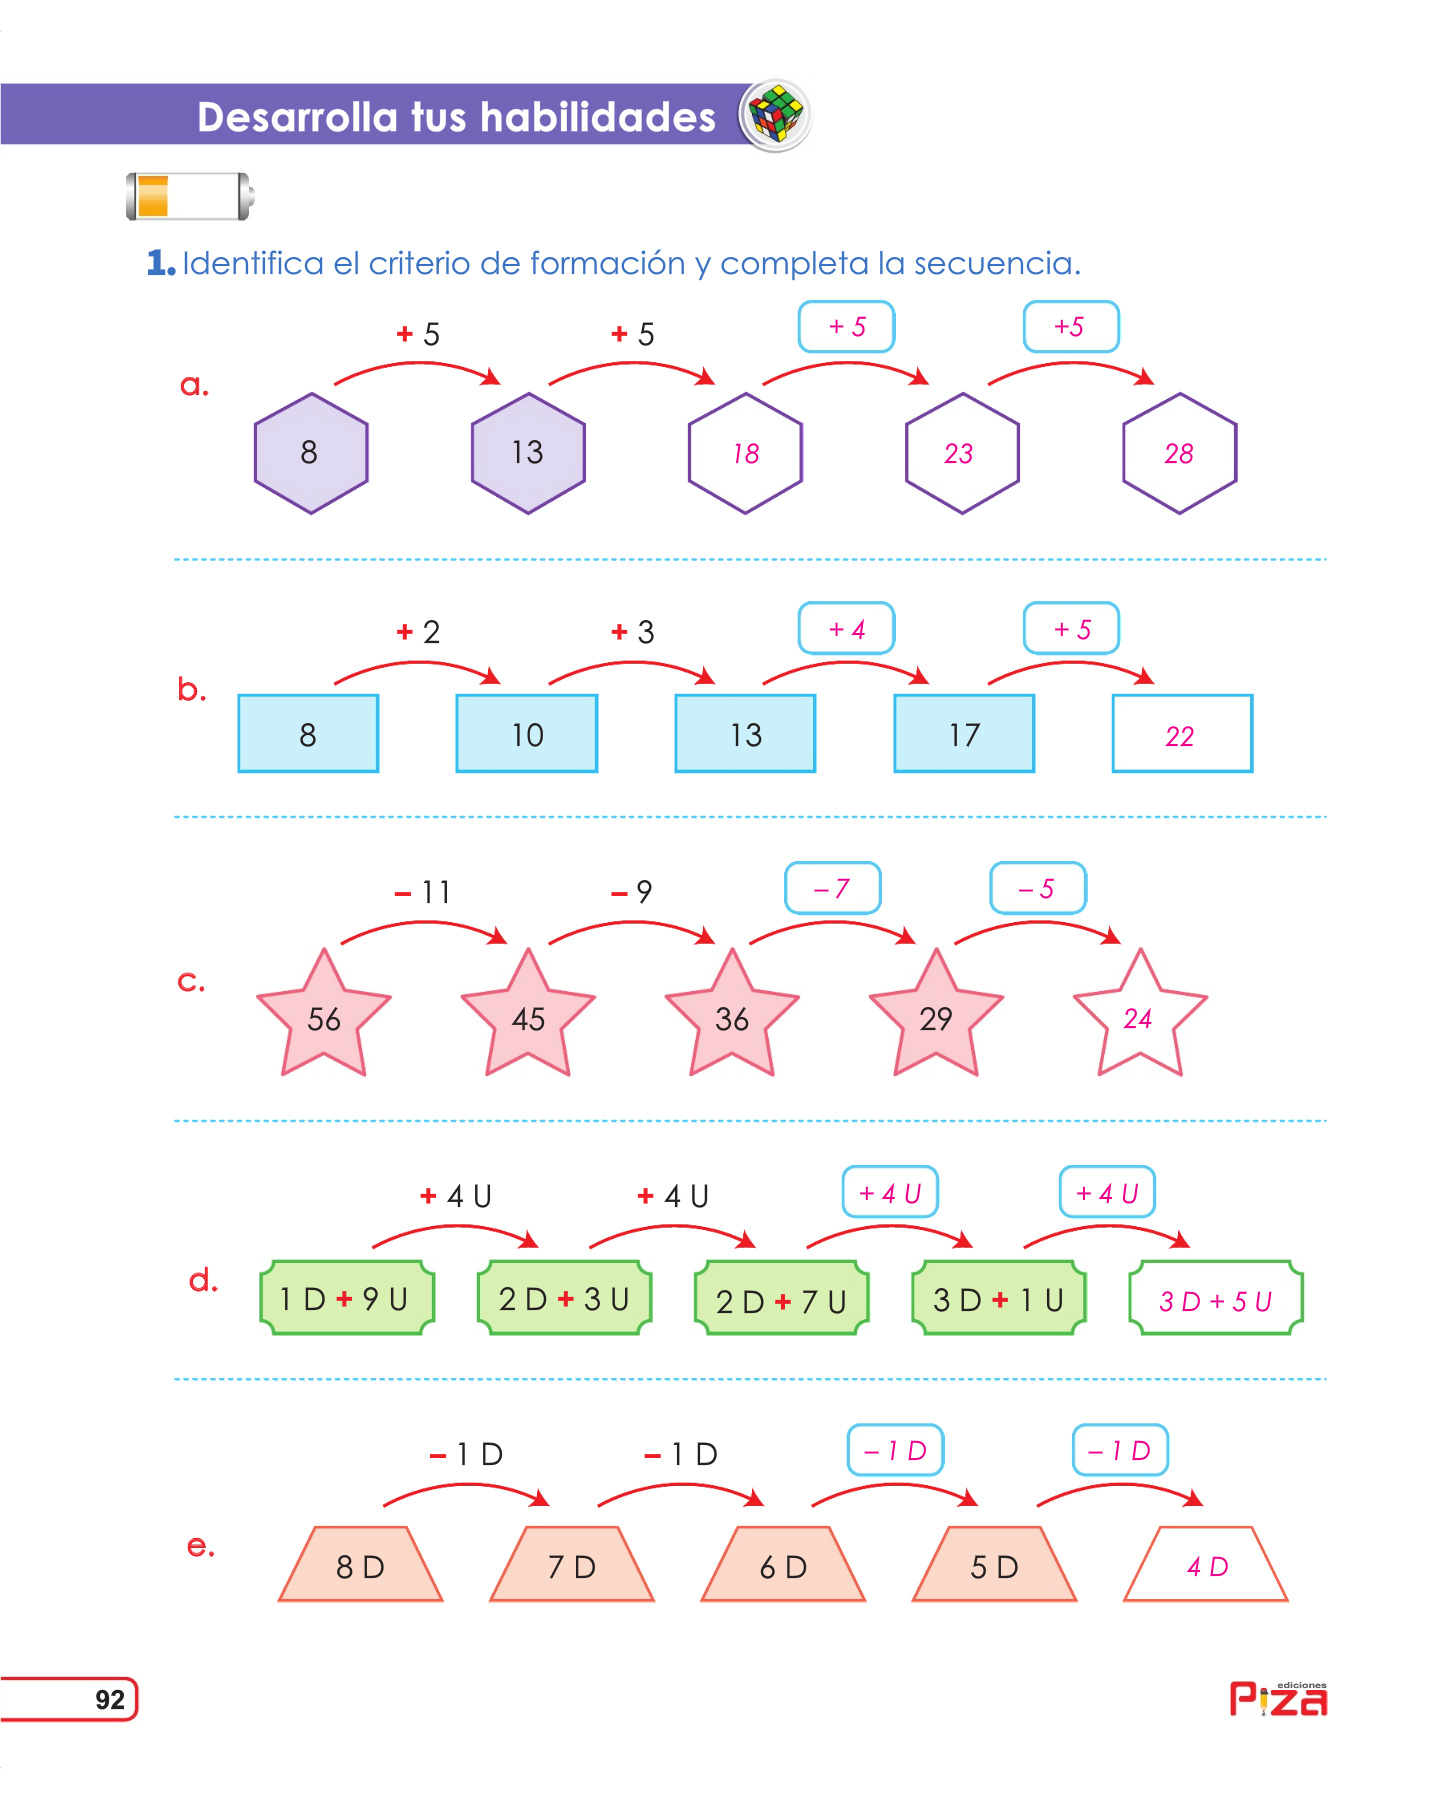 Desarrolla tus habilidades
1. Identifica el criterio de formación y completa la secuencia.
+ 5 + 5 + 5 +5
a.
8 13 18 23 28
+ 2 + 3 + 4 + 5
b.
8 10 13 17 22
– 11 – 9 – 7 – 5
c.
56 45 36 29 24
+ 4 U + 4 U + 4 U + 4 U
d.
1 D + 9 U 2 D + 3 U 2 D + 7 U 3 D + 1 U 3 D + 5 U
– 1 D – 1 D – 1 D – 1 D
e.
8 D 7 D 6 D 5 D 4 D
92
ediciones
Piza